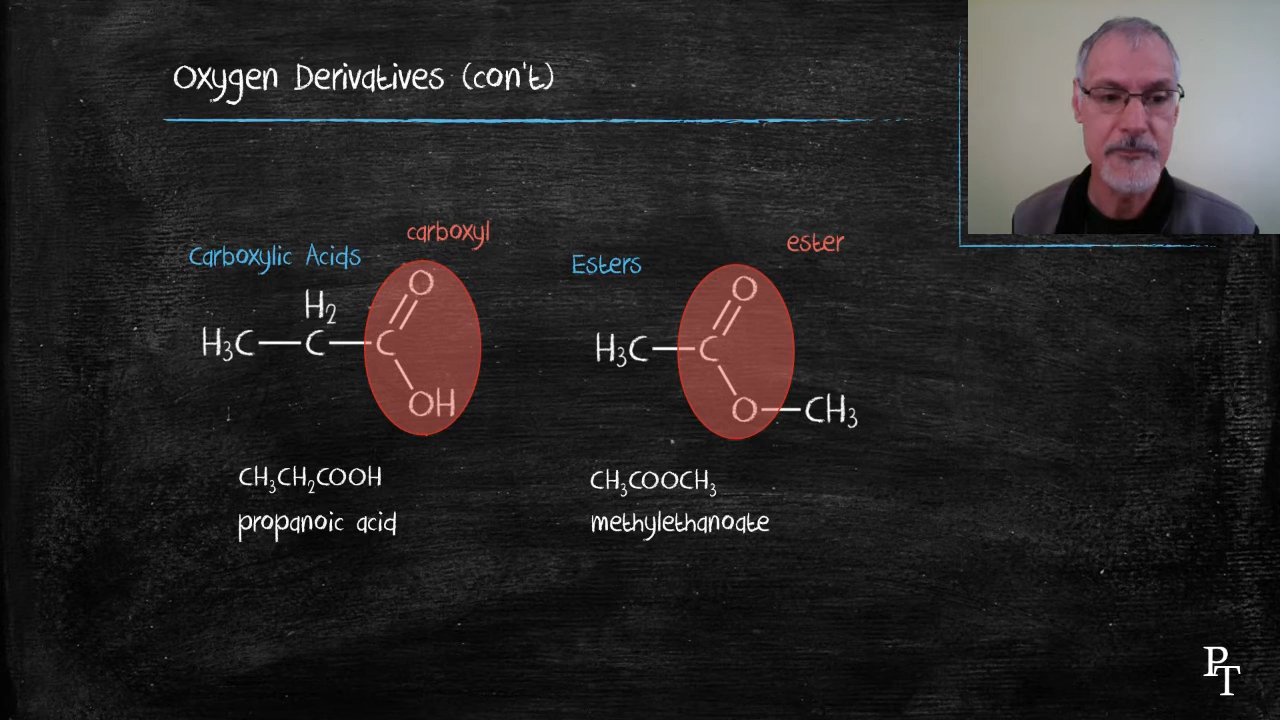 Oxygen Derivatives (con't)
Carboxylic Acids
carboxyl
H₃C—C—C
H₂
O
OH
CH₃CH₂COOH
propanoic acid
Esters
ester
H₃C—C
O
O—CH₃
CH₃COOCH₃
methylethanoate
PT